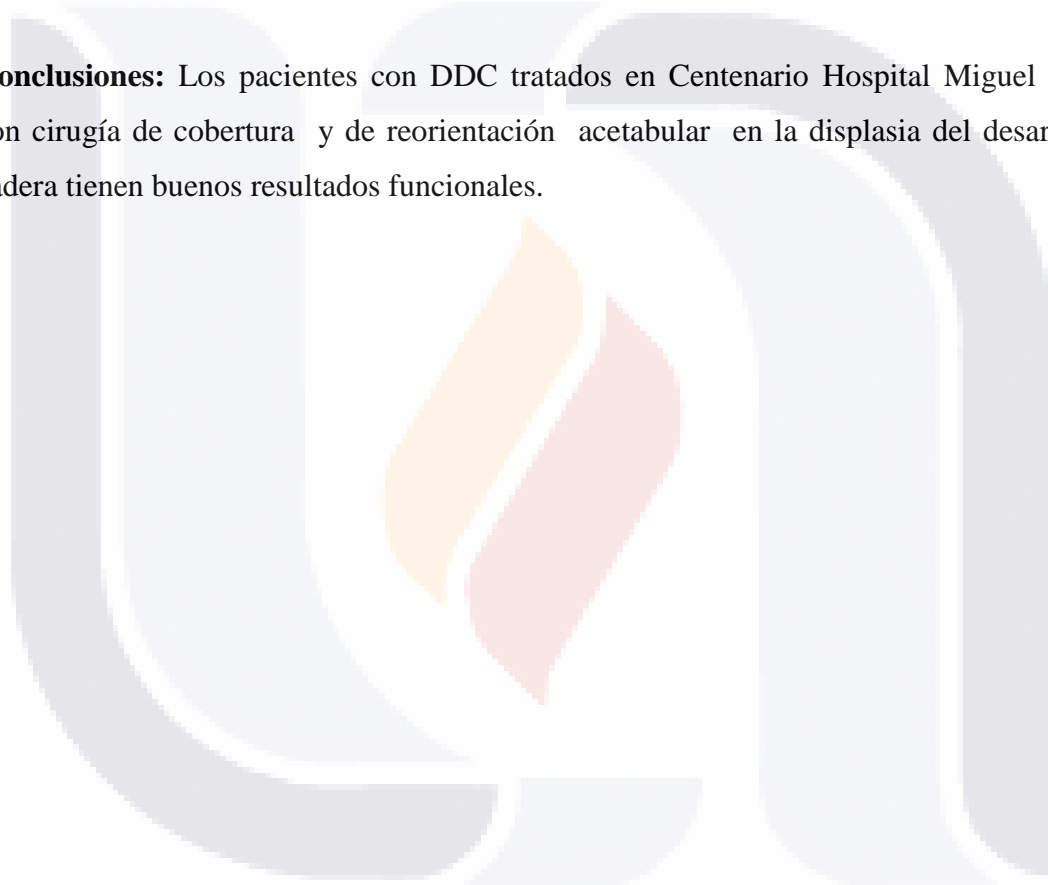 onclusiones: Los pacientes con DDC tratados en Centenario Hospital Miguel
on cirugía de cobertura y de reorientación acetabular en la displasia del desar
adera tienen buenos resultados funcionales.